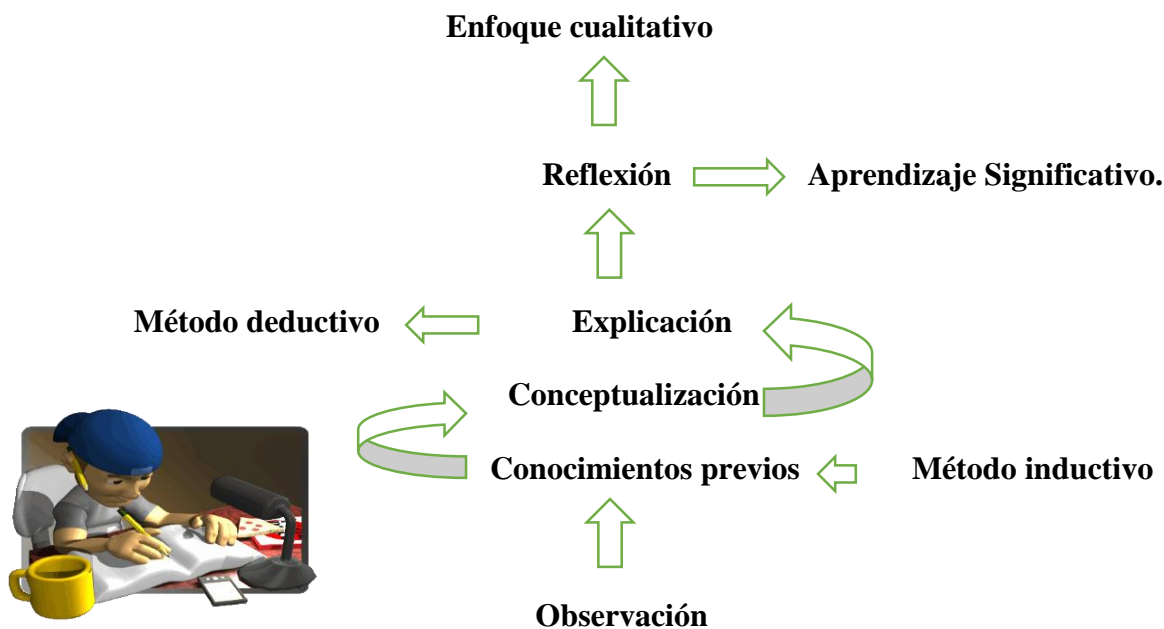 Enfoque cualitativo
Reflexión
Aprendizaje Significativo.
Método deductivo
Explicación
Conceptualización
Conocimientos previos
Método inductivo
Observación